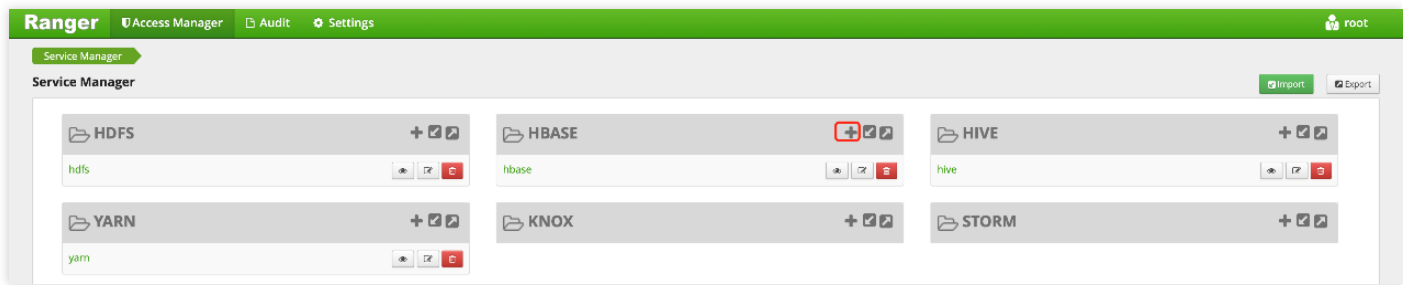 Ranger Access Manager Audit Settings root
Service Manager
Service Manager Import Export
HDFS HBASE HIVE
hdfs hbase hive
YARN KNOX STORM
yarn